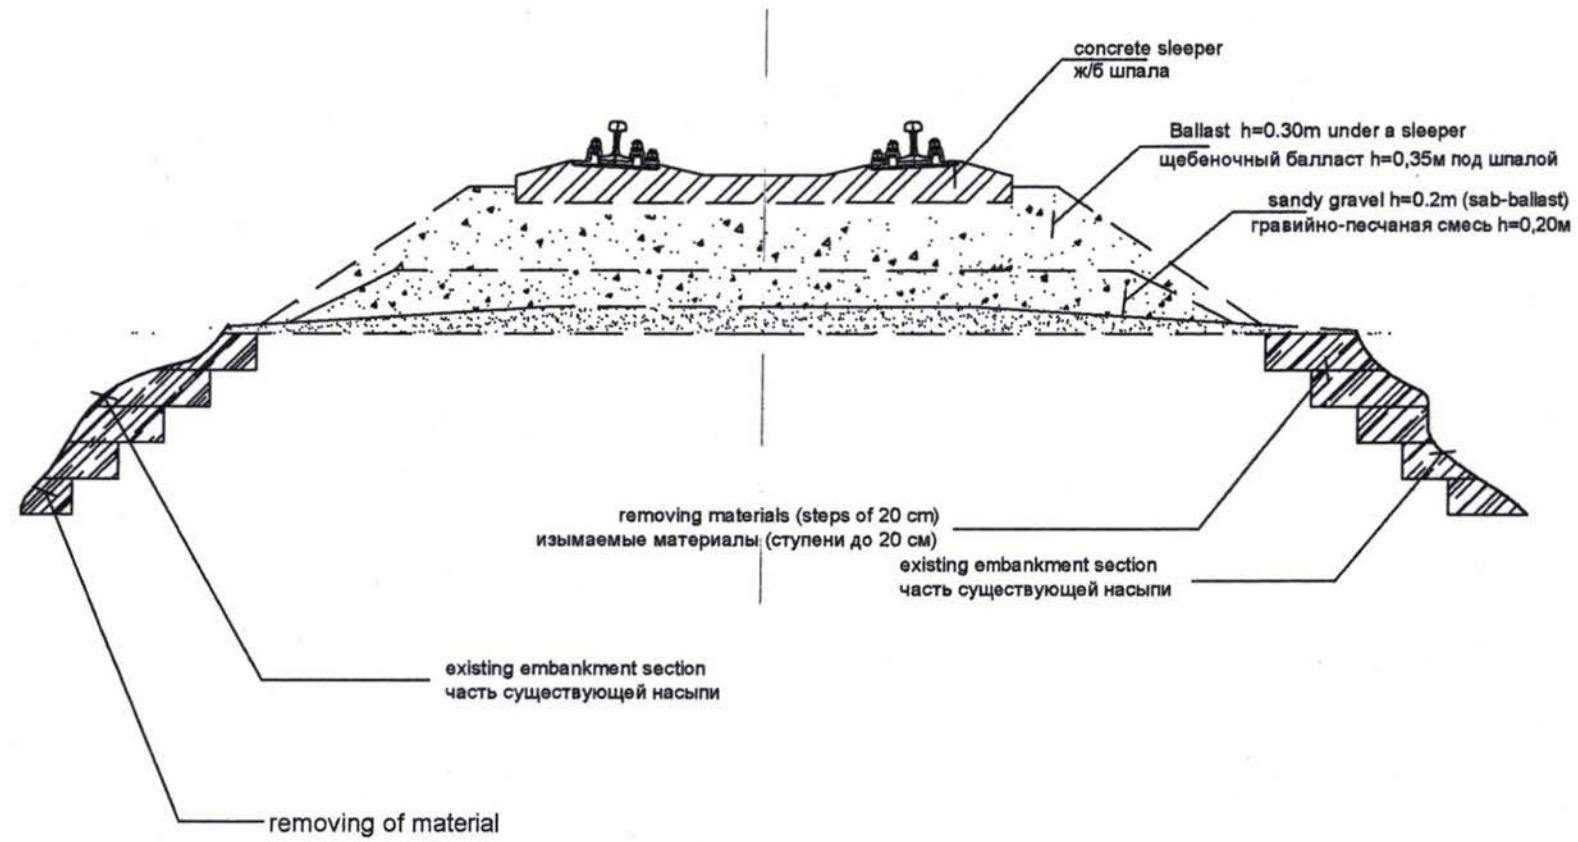 concrete sleeper
ж/б шпала
Ballast h=0.30m under a sleeper
щебеночный балласт h=0,35м под шпалой
sandy gravel h=0.2m (sab-ballast)
гравийно-песчаная смесь h=0,20м
removing materials (steps of 20 cm)
изымаемые материалы (ступени до 20 см)
existing embankment section
часть существующей насыпи
existing embankment section
часть существующей насыпи
removing of material